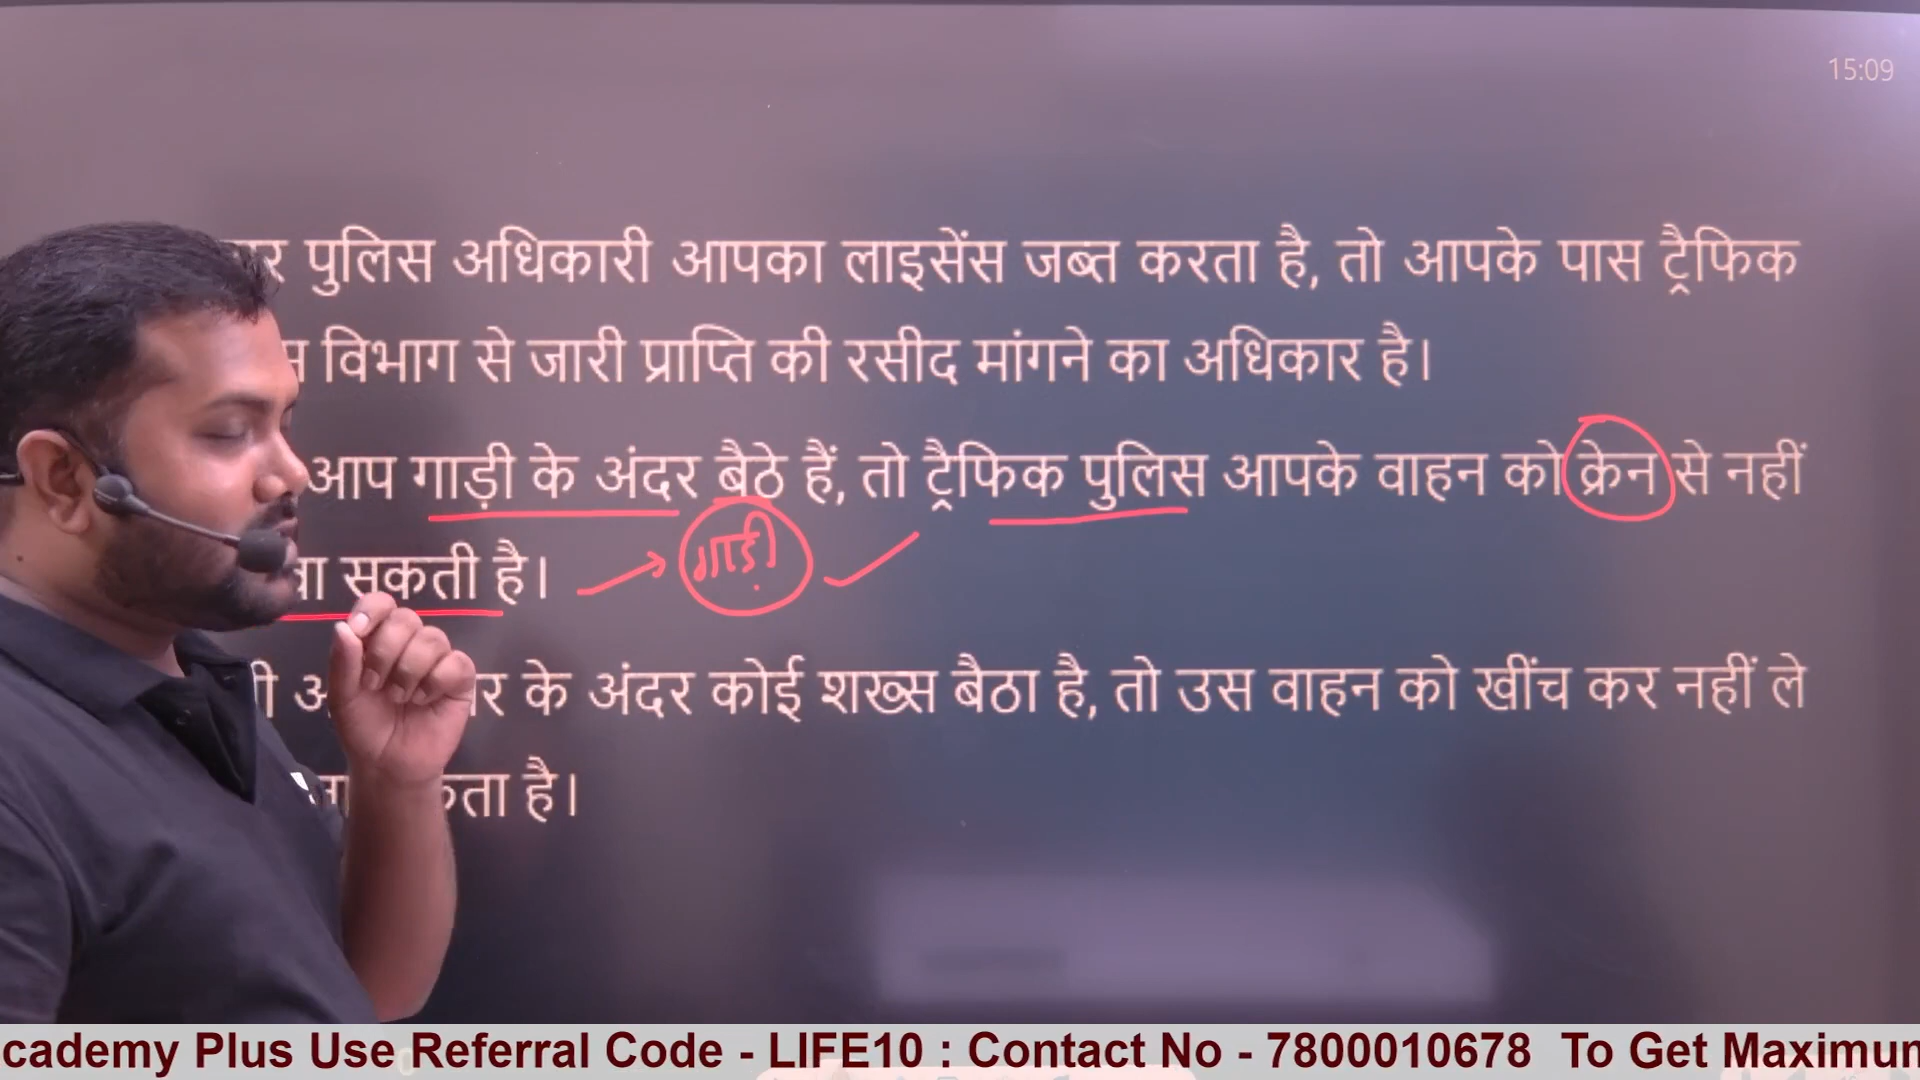 15:09
पुलिस अधिकारी आपका लाइसेंस जब्त करता है, तो आपके पास ट्रैफिक
विभाग से जारी प्राप्ति की रसीद मांगने का अधिकार है।
आप गाड़ी के अंदर बैठे हैं, तो ट्रैफिक पुलिस आपके वाहन को क्रेन से नहीं
सकती है।
गाड़ी
के अंदर कोई शख्स बैठा है, तो उस वाहन को खींच कर नहीं ले
है।
cademy Plus Use Referral Code - LIFE10 : Contact No - 7800010678 To Get Maximum